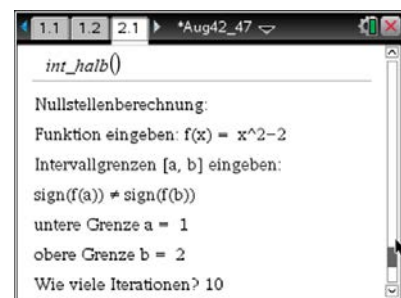 1.1 1.2 2.1 *Aug42_47
int_halb()
Nullstellenberechnung:
Funktion eingeben: f(x) = x^2−2
Intervallgrenzen [a, b] eingeben:
sign(f(a)) ≠ sign(f(b))
untere Grenze a = 1
obere Grenze b = 2
Wie viele Iterationen? 10